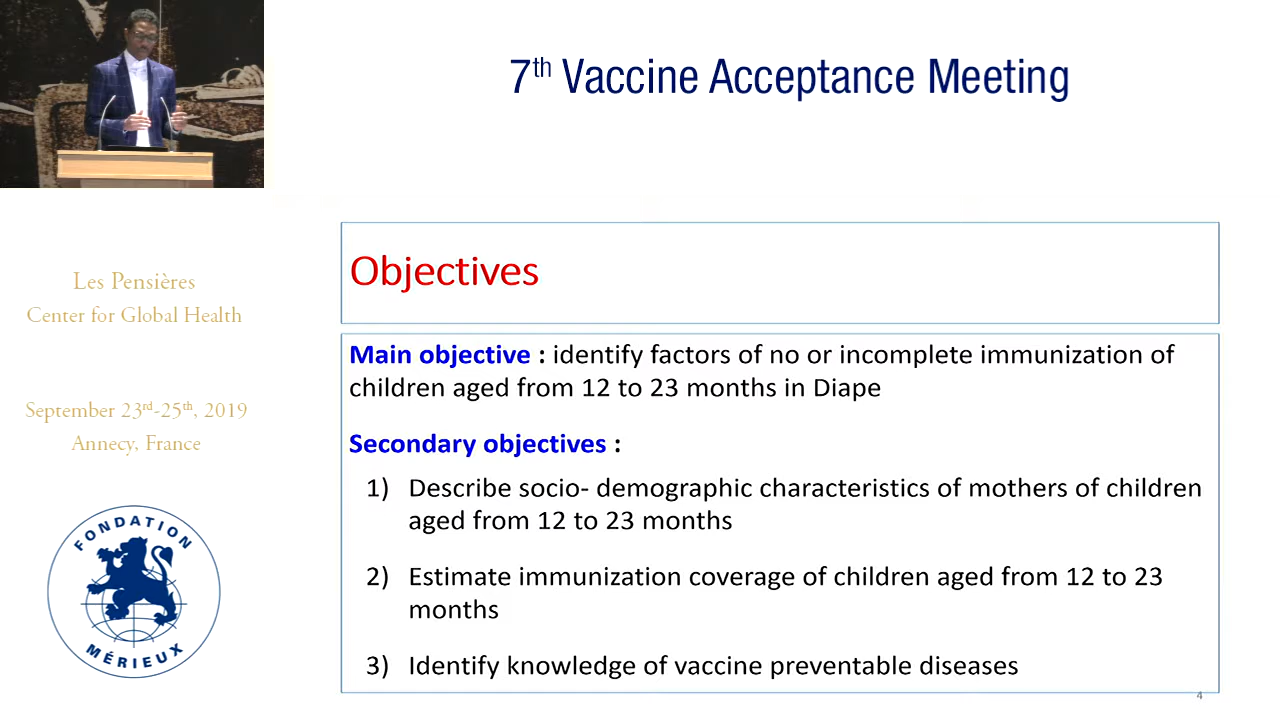 7th Vaccine Acceptance Meeting
Les Pensières
Center for Global Health
September 23rd-25th, 2019
Annecy, France
FONDATION
MÉRIEUX
Objectives
Main objective : identify factors of no or incomplete immunization of
children aged from 12 to 23 months in Diape
Secondary objectives :
1) Describe socio- demographic characteristics of mothers of children
aged from 12 to 23 months
2) Estimate immunization coverage of children aged from 12 to 23
months
3) Identify knowledge of vaccine preventable diseases
4